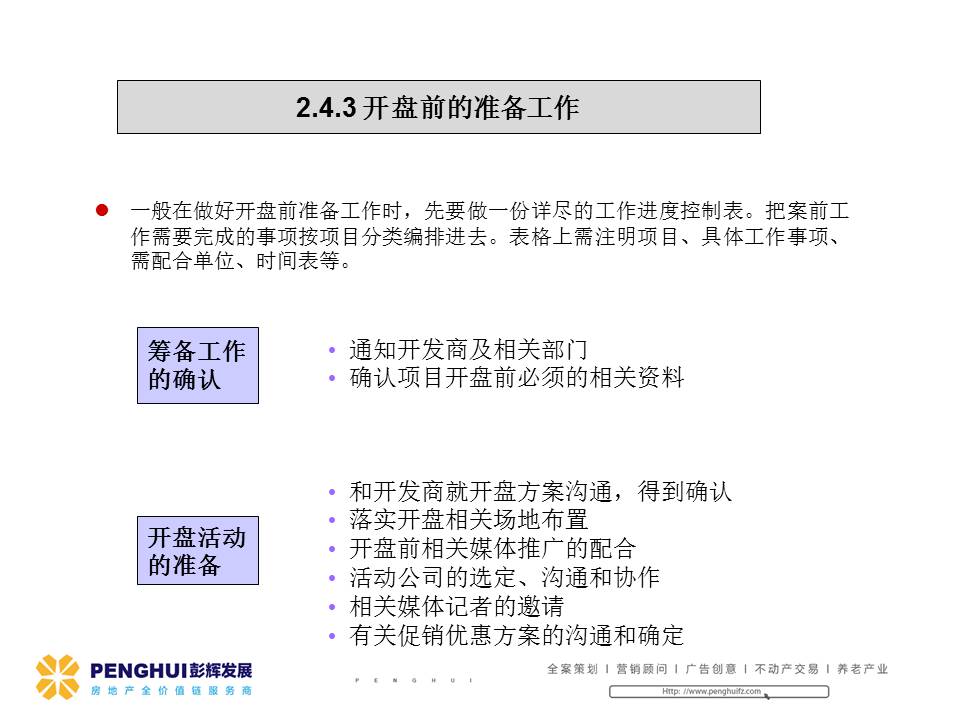 2.4.3 开盘前的准备工作
一般在做好开盘前准备工作时，先要做一份详尽的工作进度控制表。把案前工
作需要完成的事项按项目分类编排进去。表格上需注明项目、具体工作事项、
需配合单位、时间表等。
筹备工作
的确认
• 通知开发商及相关部门
• 确认项目开盘前必须的相关资料
开盘活动
的准备
• 和开发商就开盘方案沟通，得到确认
• 落实开盘相关场地布置
• 开盘前相关媒体推广的配合
• 活动公司的选定、沟通和协作
• 相关媒体记者的邀请
• 有关促销优惠方案的沟通和确定
PENGHUI彭辉发展
房地产全价值链服务商
PENGHUI
全案策划 | 营销顾问 | 广告创意 | 不动产交易 | 养老产业
Http: //www.penghuifz.com